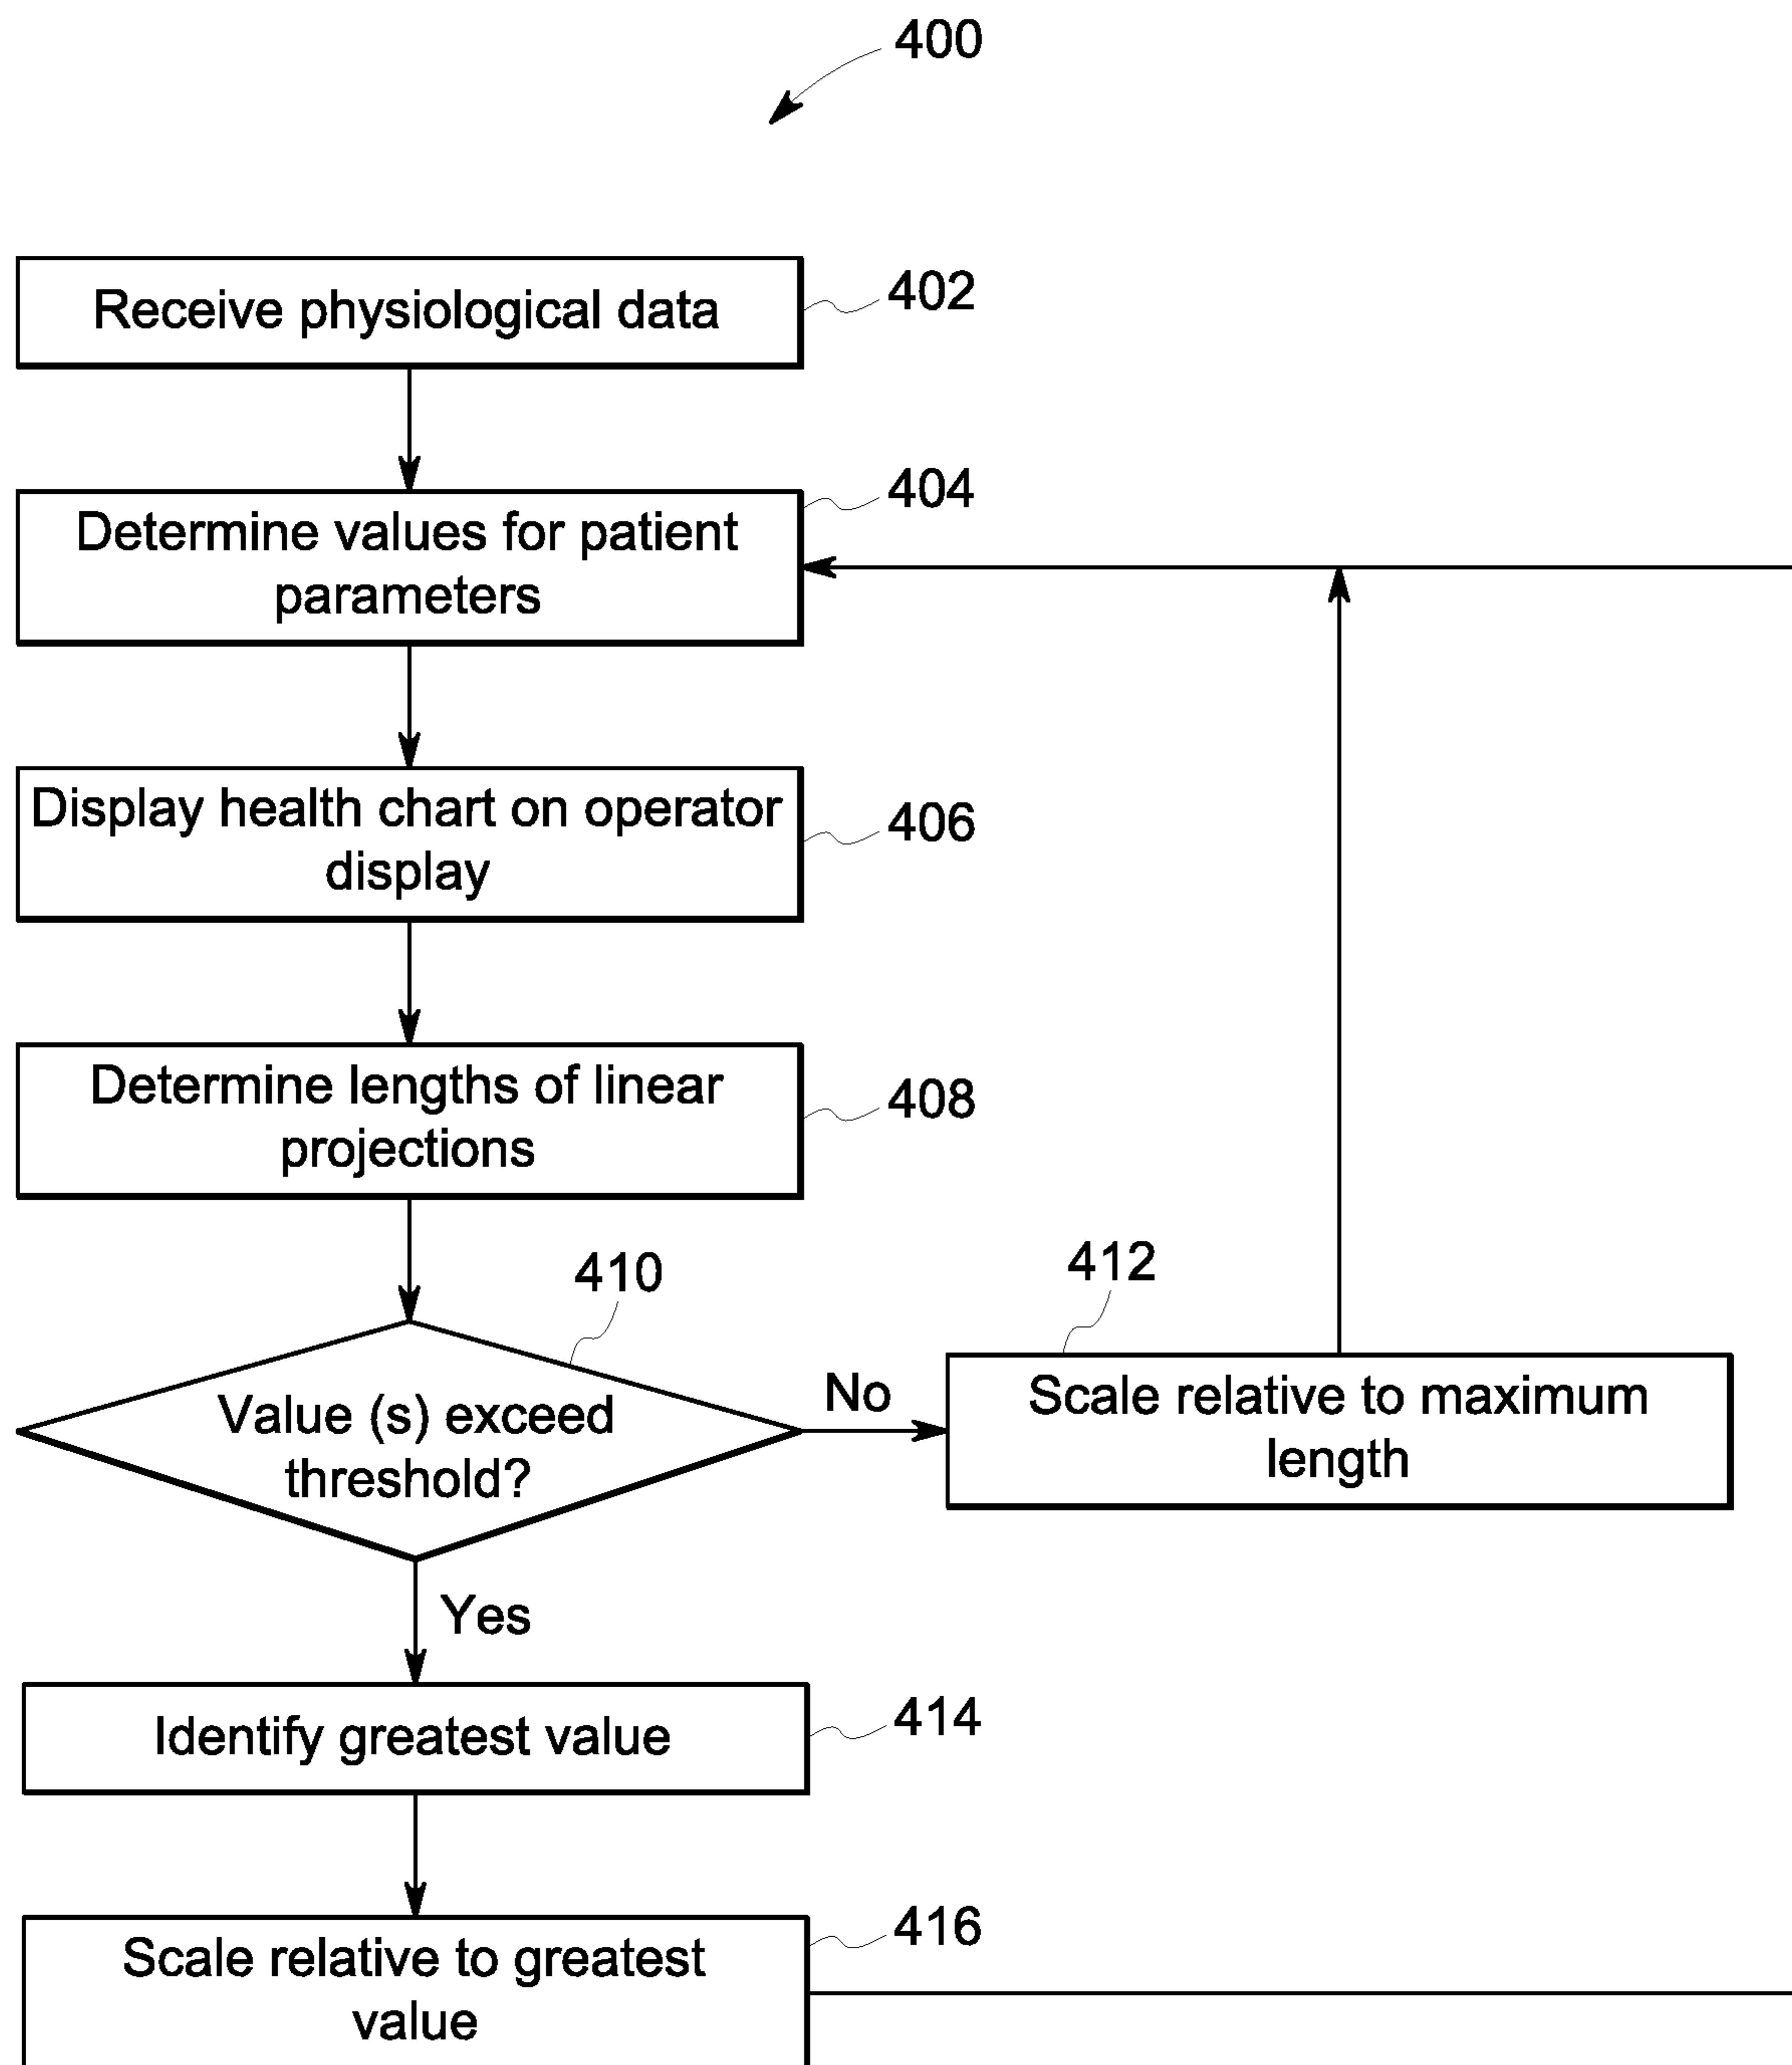 400
Receive physiological data
402
Determine values for patient
parameters
404
Display health chart on operator
display
406
Determine lengths of linear
projections
408
410
Value (s) exceed
threshold?
No
412
Scale relative to maximum
length
Yes
Identify greatest value
414
Scale relative to greatest
value
416